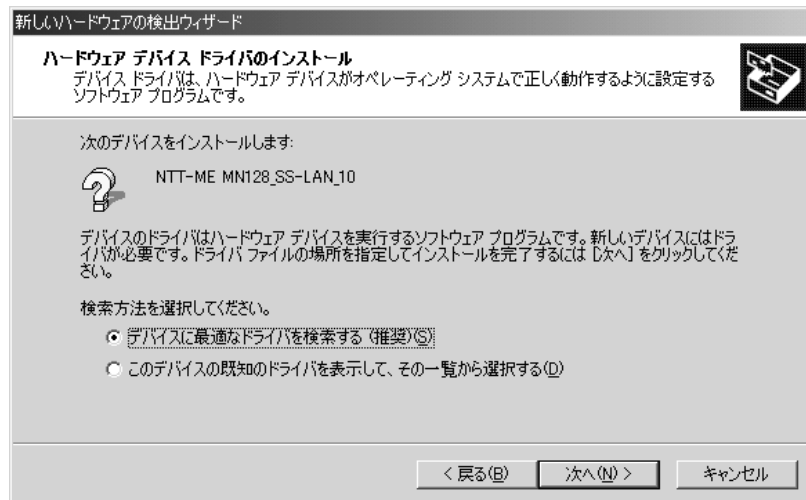 新しいハードウェアの検出ウィザード
ハードウェア デバイス ドライバのインストール
デバイス ドライバは、ハードウェア デバイスがオペレーティング システムで正しく動作するように設定する
ソフトウェア プログラムです。
次のデバイスをインストールします:
NTT-ME MN128_SS-LAN_10
デバイスのドライバはハードウェア デバイスを実行するソフトウェア プログラムです。新しいデバイスにはドラ
イバが必要です。ドライバ ファイルの場所を指定してインストールを完了するには [次へ] をクリックしてくだ
さい。
検索方法を選択してください。
デバイスに最適なドライバを検索する (推奨)(S)
このデバイスの既知のドライバを表示して、その一覧から選択する(D)
< 戻る(B) 次へ(N) > キャンセル